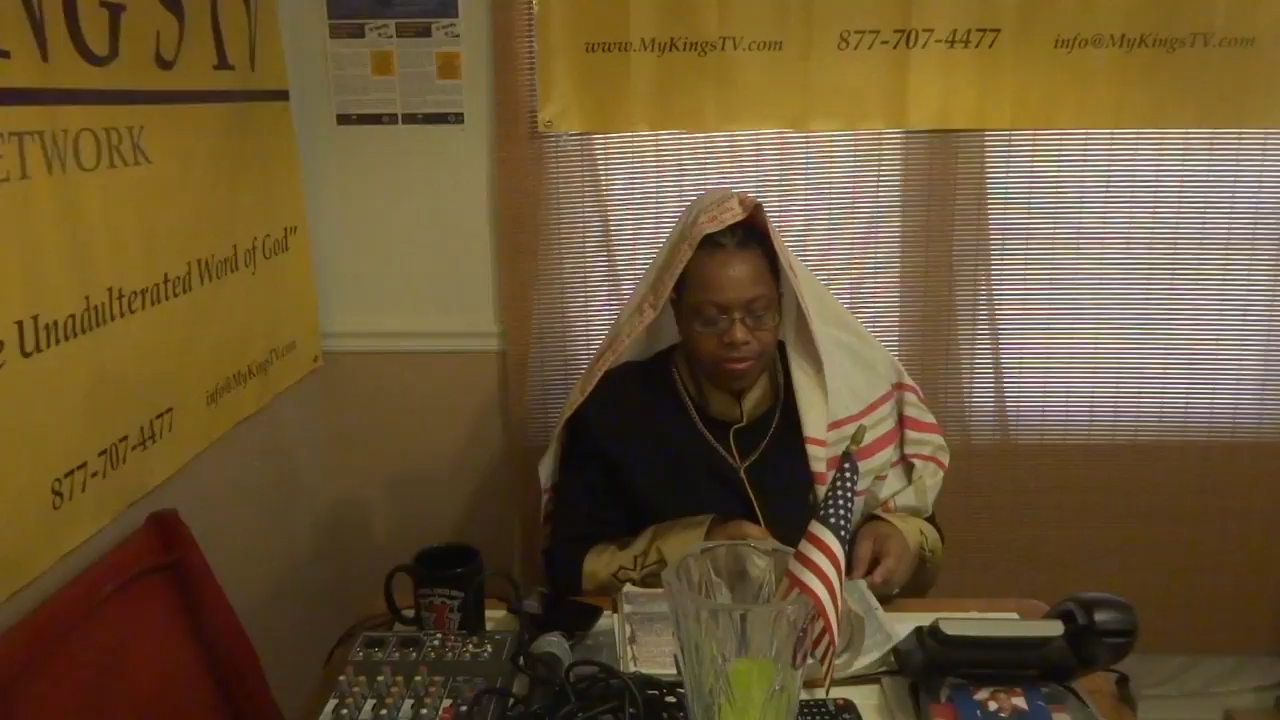 NG'S TV
ETWORK
e Unadulterated Word of God"
877-707-4477
info@MyKingsTV.com
www.MyKingsTV.com
877-707-4477
info@MyKingsTV.com